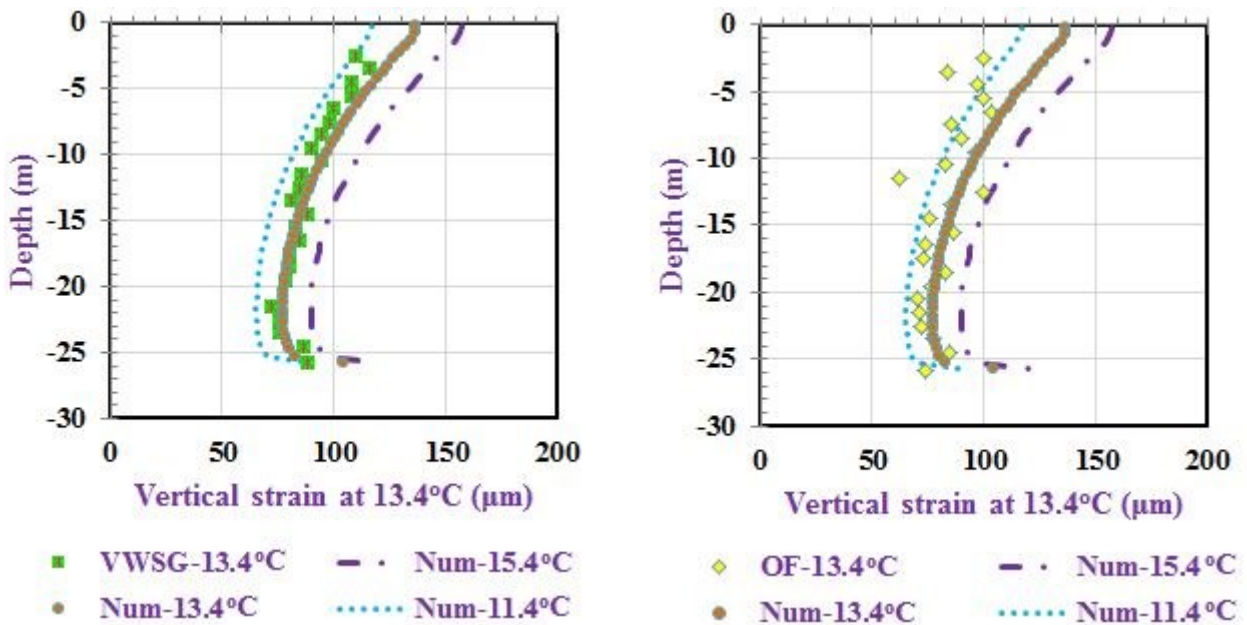 0
-5
-10
-15
-20
-25
-30
Depth (m)
0 50 100 150 200
Vertical strain at 13.4°C (μm)
VWSG-13.4°C
Num-15.4°C
Num-13.4°C
Num-11.4°C
0
-5
-10
-15
-20
-25
-30
Depth (m)
0 50 100 150 200
Vertical strain at 13.4°C (μm)
OF-13.4°C
Num-15.4°C
Num-13.4°C
Num-11.4°C